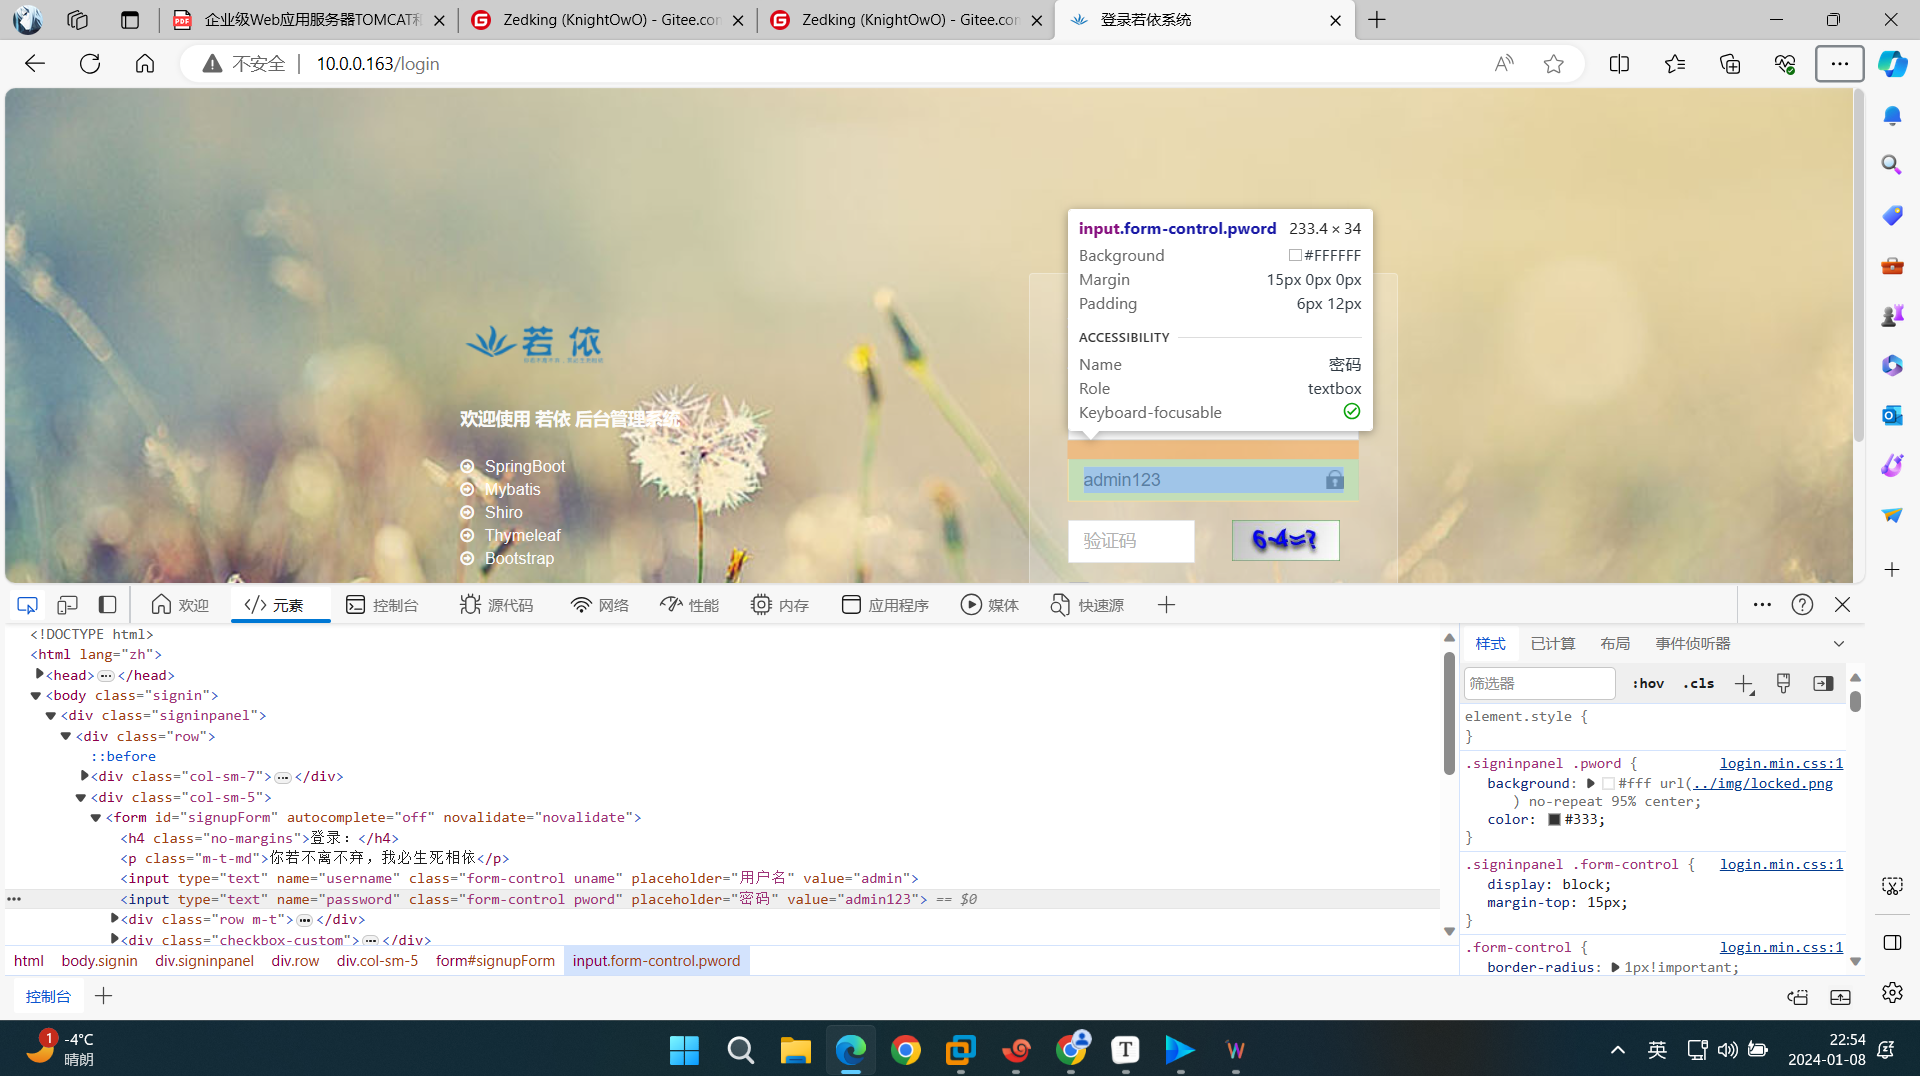 企业级Web应用服务器TOMCAT和
Zedking (KnightOwO) - Gitee.com
Zedking (KnightOwO) - Gitee.com
登录若依系统
不安全 10.0.0.163/login
input.form-control.pword 233.4 × 34
Background #FFFFFF
Margin 15px 0px 0px
Padding 6px 12px
ACCESSIBILITY
Name 密码
Role textbox
Keyboard-focusable
若依
欢迎使用 若依 后台管理系统
SpringBoot
Mybatis
Shiro
Thymeleaf
Bootstrap
admin123
验证码 6-4=?
欢迎 </> 元素 控制台 源代码 网络 性能 内存 应用程序 媒体 快速源
<!DOCTYPE html>
<html lang="zh">
<head> ⋯ </head>
<body class="signin">
<div class="signinpanel">
<div class="row">
::before
<div class="col-sm-7"> ⋯ </div>
<div class="col-sm-5">
<form id="signupForm" autocomplete="off" novalidate="novalidate">
<h4 class="no-margins">登录：</h4>
<p class="m-t-md">你若不离不弃，我必生死相依</p>
<input type="text" name="username" class="form-control uname" placeholder="用户名" value="admin">
<input type="text" name="password" class="form-control pword" placeholder="密码" value="admin123"> == $0
<div class="row m-t"> ⋯ </div>
<div class="checkbox-custom"> ⋯ </div>
html body.signin div.signinpanel div.row div.col-sm-5 form#signupForm input.form-control.pword
控制台
样式 已计算 布局 事件侦听器
筛选器 :hov .cls
element.style {
}
.signinpanel .pword { login.min.css:1
background: #fff url(../img/locked.png
) no-repeat 95% center;
color: #333;
}
.signinpanel .form-control { login.min.css:1
display: block;
margin-top: 15px;
}
.form-control { login.min.css:1
border-radius: 1px!important;
1 -4°C
晴朗
英
22:54
2024-01-08